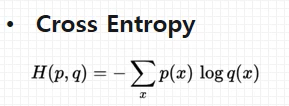 • Cross Entropy
H(p, q) = − ∑ p(x) log q(x)
x